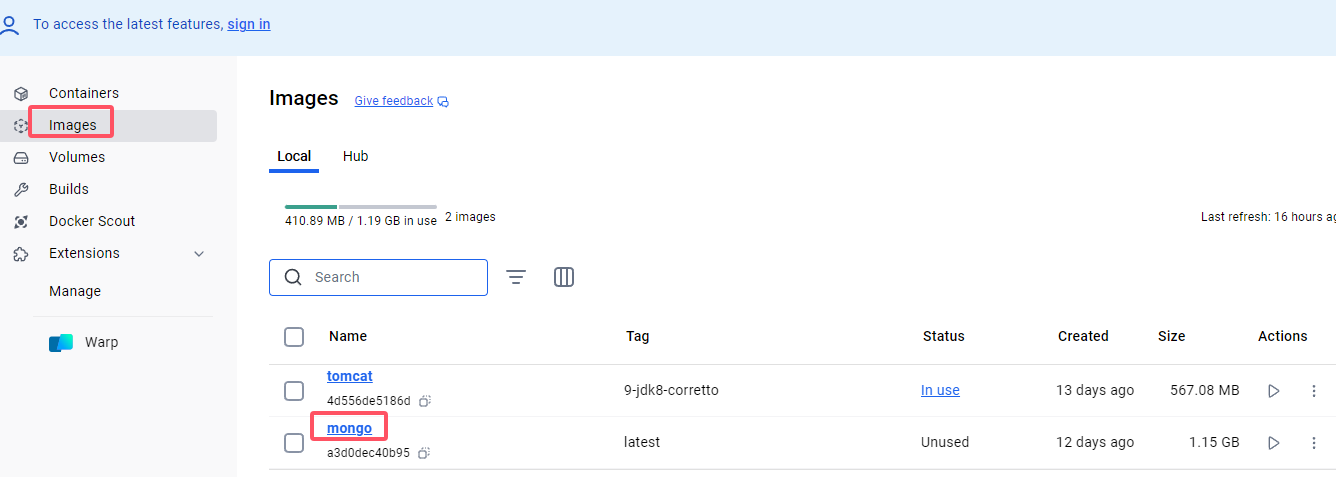 To access the latest features, sign in
Containers
Images
Volumes
Builds
Docker Scout
Extensions
Manage
Warp
Images Give feedback
Local Hub
410.89 MB / 1.19 GB in use 2 images
Last refresh: 16 hours
Search
Name Tag Status Created Size Actions
tomcat
4d556de5186d 9-jdk8-corretto In use 13 days ago 567.08 MB
mongo
a3d0dec40b95 latest Unused 12 days ago 1.15 GB